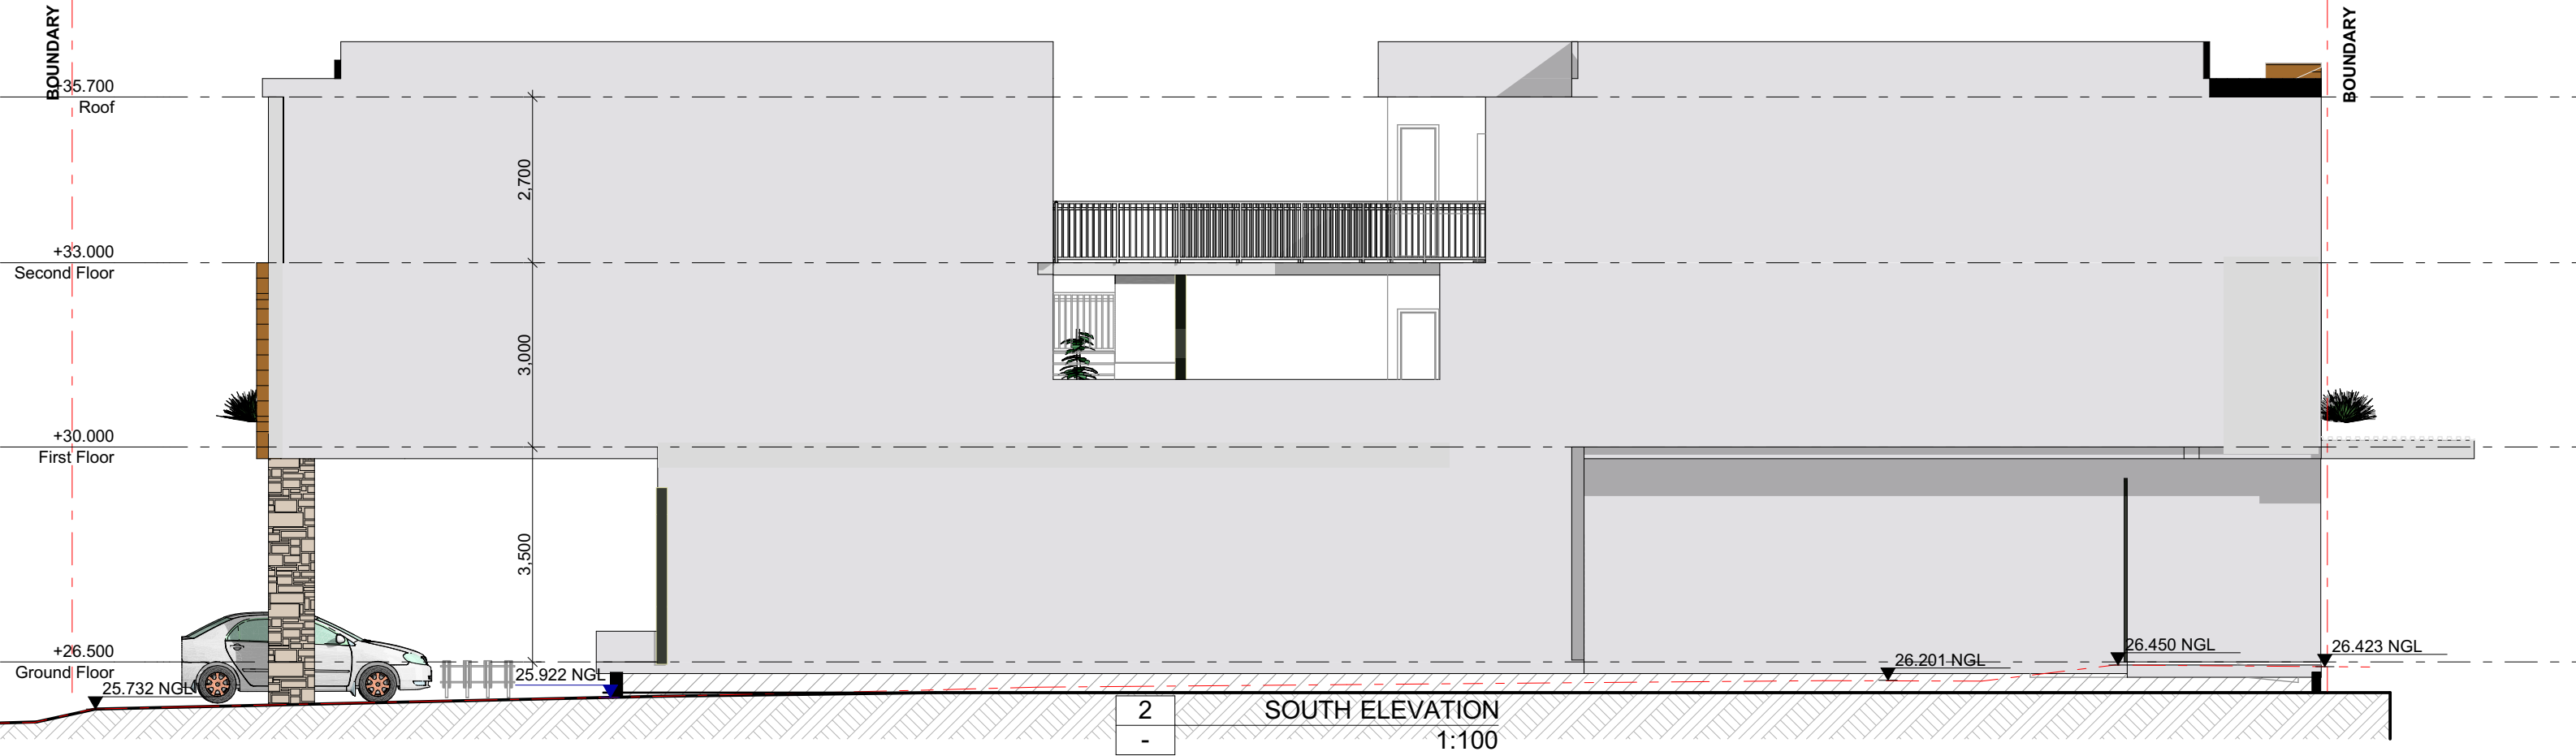 BOUNDARY
BOUNDARY
+35.700
Roof
2,700
+33.000
Second Floor
3,000
+30.000
First Floor
3,500
+26.500
Ground Floor
25.732 NGL
25.922 NGL
26.201 NGL
26.450 NGL
26.423 NGL
2
SOUTH ELEVATION
-
1:100